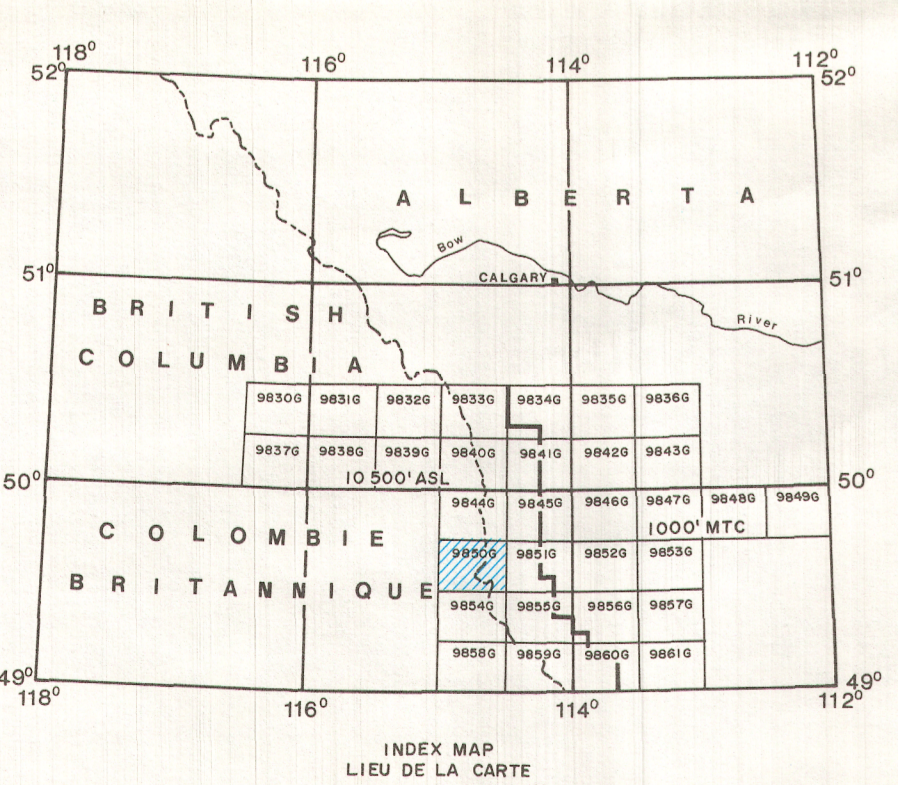 118° 116° 114° 112°
52° 52°
A L B E R T A
Bow
51° CALGARY 51°
B R I T I S H
River
C O L U M B I A
9830G 9831G 9832G 9833G 9834G 9835G 9836G
9837G 9838G 9839G 9840G 9841G 9842G 9843G
50° 10 500' ASL 50°
9844G 9845G 9846G 9847G 9848G 9849G
1000' MTC
C O L O M B I E
9850G 9851G 9852G 9853G
B R I T A N N I Q U E
9854G 9855G 9856G 9857G
9858G 9859G 9860G 9861G
49° 49°
118° 116° 114° 112°
INDEX MAP
LIEU DE LA CARTE